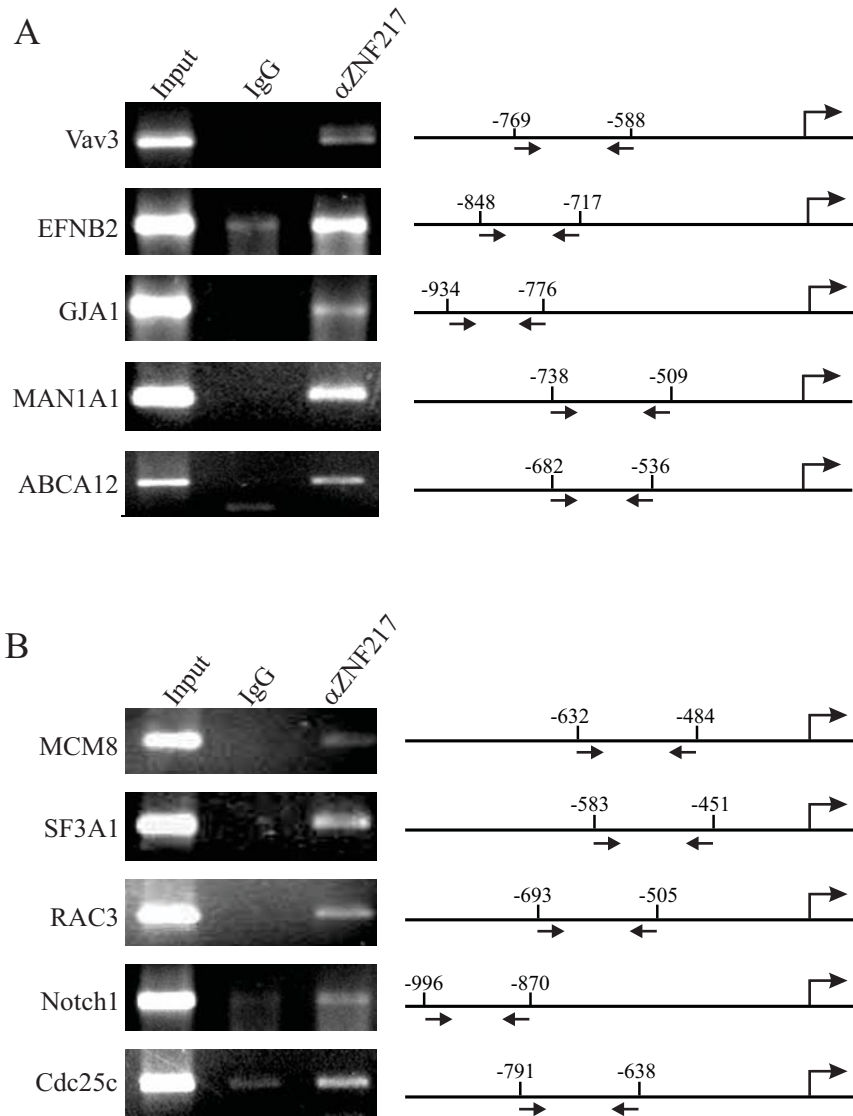 A
Input IgG αZNF217
Vav3 -769 -588
EFNB2 -848 -717
GJA1 -934 -776
MAN1A1 -738 -509
ABCA12 -682 -536
B
Input IgG αZNF217
MCM8 -632 -484
SF3A1 -583 -451
RAC3 -693 -505
Notch1 -996 -870
Cdc25c -791 -638